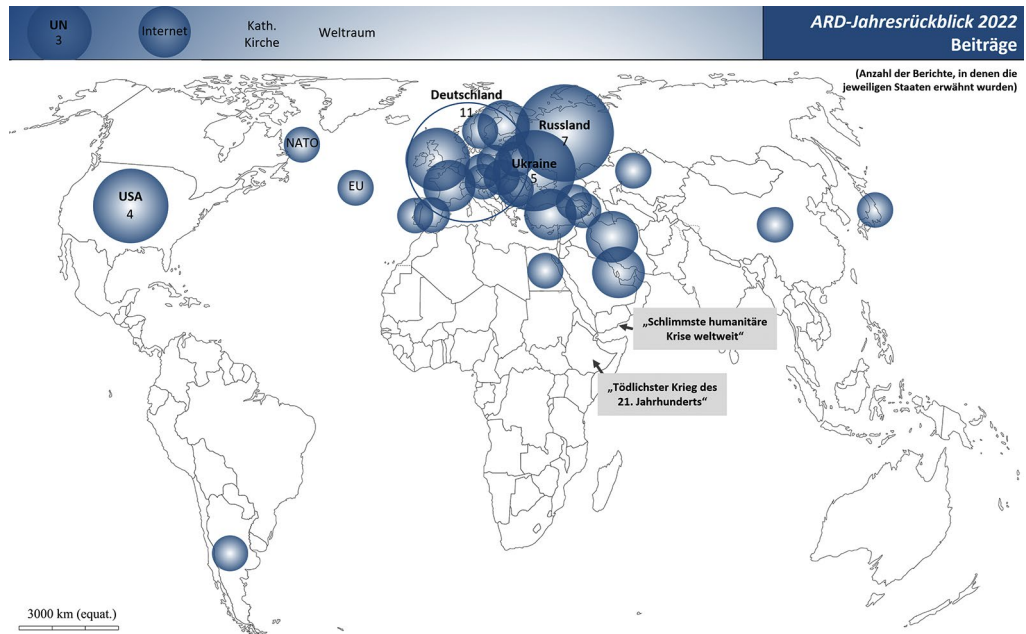 UN
3
Internet
Kath.
Kirche
Weltraum
ARD-Jahresrückblick 2022
Beiträge
(Anzahl der Berichte, in denen die
jeweiligen Staaten erwähnt wurden)
Deutschland
11
Russland
7
NATO
Ukraine
5
EU
USA
4
„Schlimmste humanitäre
Krise weltweit“
„Tödlichster Krieg des
21. Jahrhunderts“
3000 km (equat.)